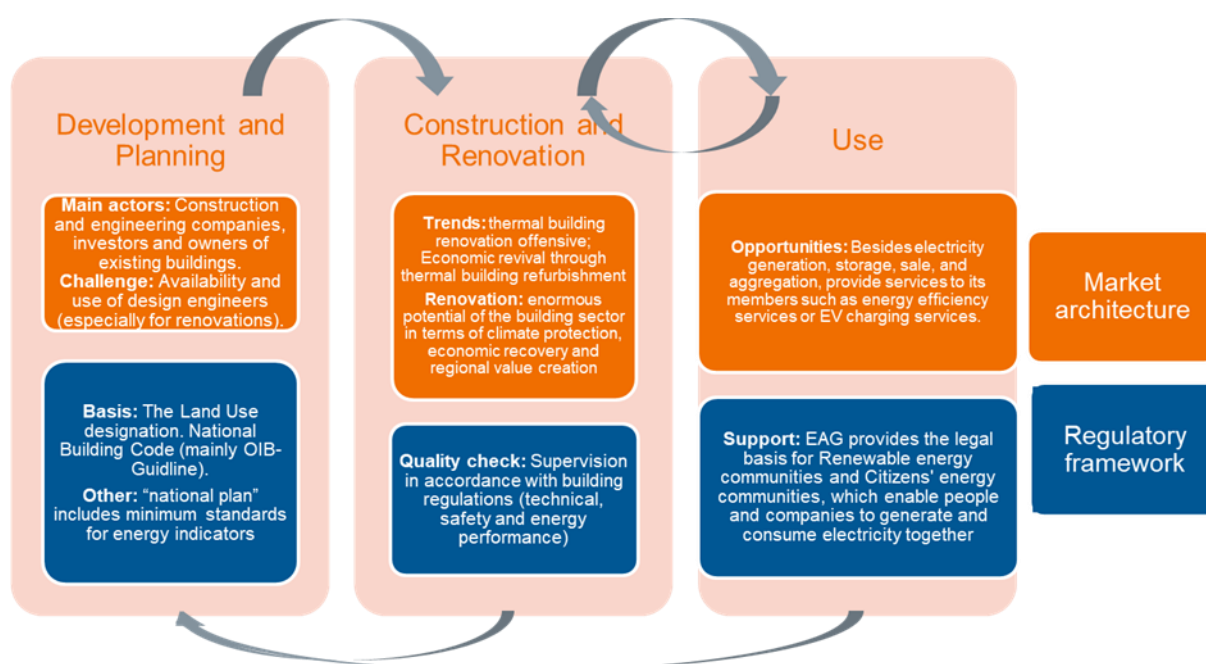 Development and
Planning
Main actors: Construction
and engineering companies,
investors and owners of
existing buildings.
Challenge: Availability and
use of design engineers
(especially for renovations).
Basis: The Land Use
designation. National
Building Code (mainly OIB-
Guidline).
Other: “national plan”
includes minimum standards
for energy indicators
Construction and
Renovation
Trends: thermal building
renovation offensive;
Economic revival through
thermal building refurbishment
Renovation: enormous
potential of the building sector
in terms of climate protection,
economic recovery and
regional value creation
Quality check: Supervision
in accordance with building
regulations (technical,
safety and energy
performance)
Use
Opportunities: Besides electricity
generation, storage, sale, and
aggregation, provide services to its
members such as energy efficiency
services or EV charging services.
Support: EAG provides the legal
basis for Renewable energy
communities and Citizens' energy
communities, which enable people
and companies to generate and
consume electricity together
Market
architecture
Regulatory
framework